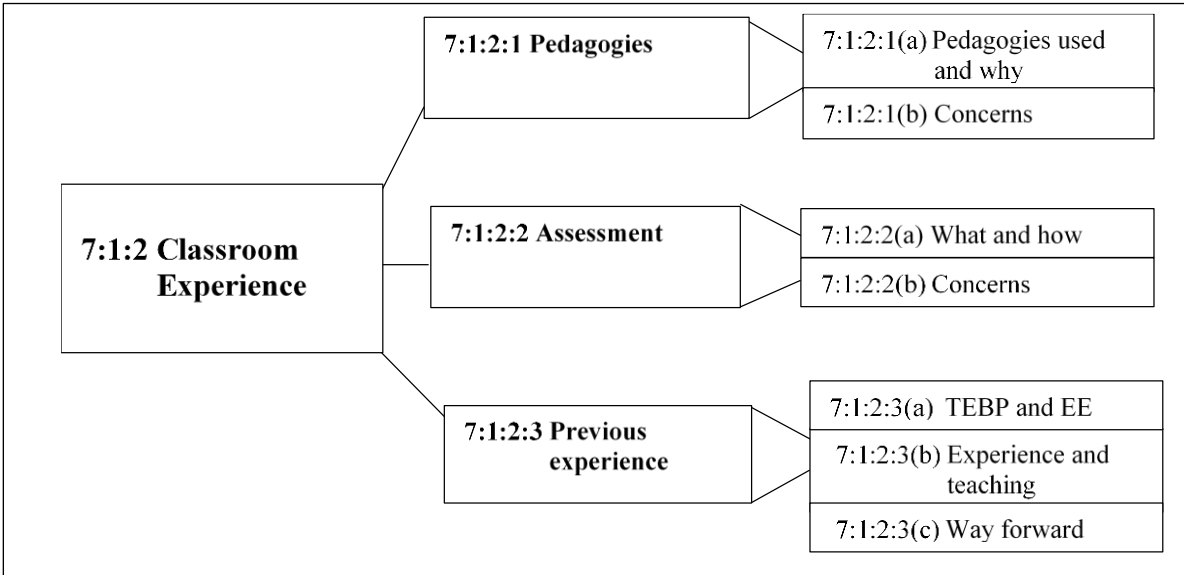 7:1:2 Classroom
Experience
7:1:2:1 Pedagogies
7:1:2:1(a) Pedagogies used
and why
7:1:2:1(b) Concerns
7:1:2:2 Assessment
7:1:2:2(a) What and how
7:1:2:2(b) Concerns
7:1:2:3 Previous
experience
7:1:2:3(a) TEBP and EE
7:1:2:3(b) Experience and
teaching
7:1:2:3(c) Way forward